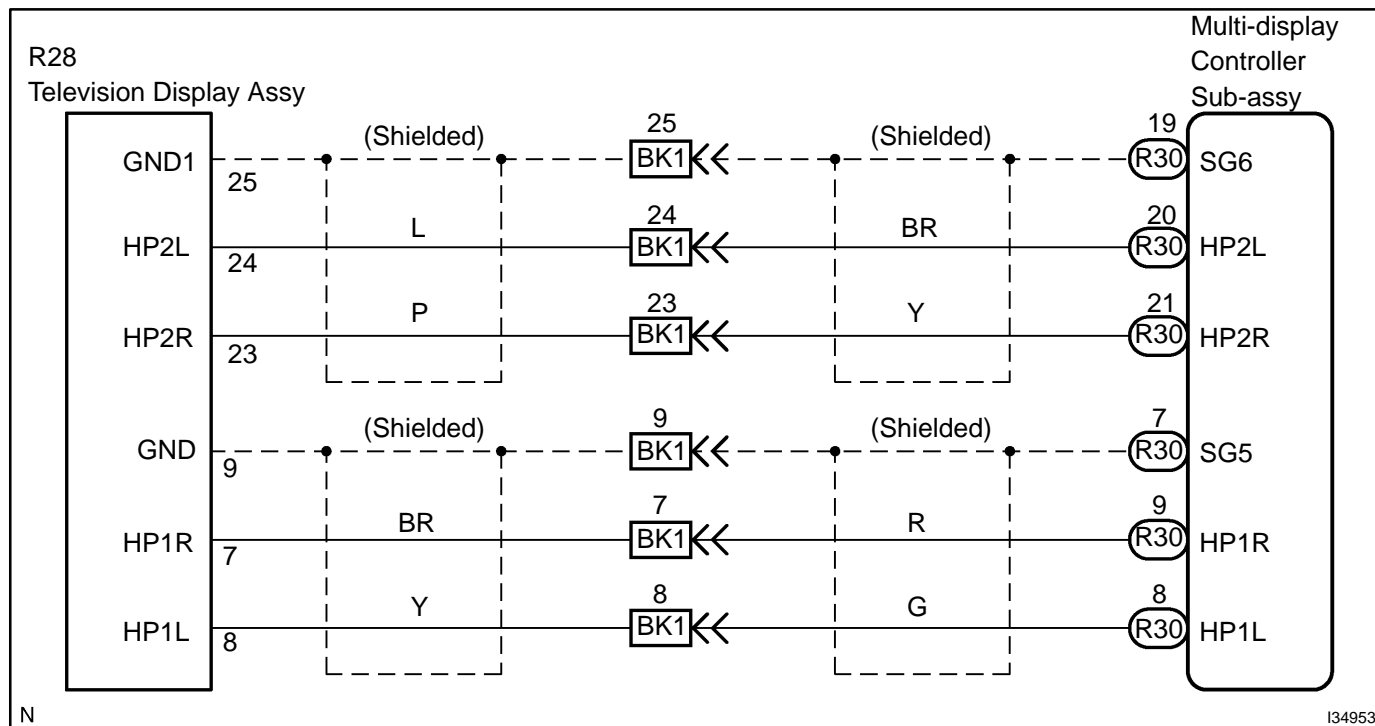 R28
Television Display Assy
Multi-display
Controller
Sub-assy
(Shielded) 25 (Shielded) 19
GND1 BK1 R30 SG6
25
L 24 BR 20
HP2L BK1 R30 HP2L
24
P 23 Y 21
HP2R BK1 R30 HP2R
23
(Shielded) 9 (Shielded) 7
GND BK1 R30 SG5
9
BR 7 R 9
HP1R BK1 R30 HP1R
7
Y 8 G 8
HP1L BK1 R30 HP1L
8
N I34953